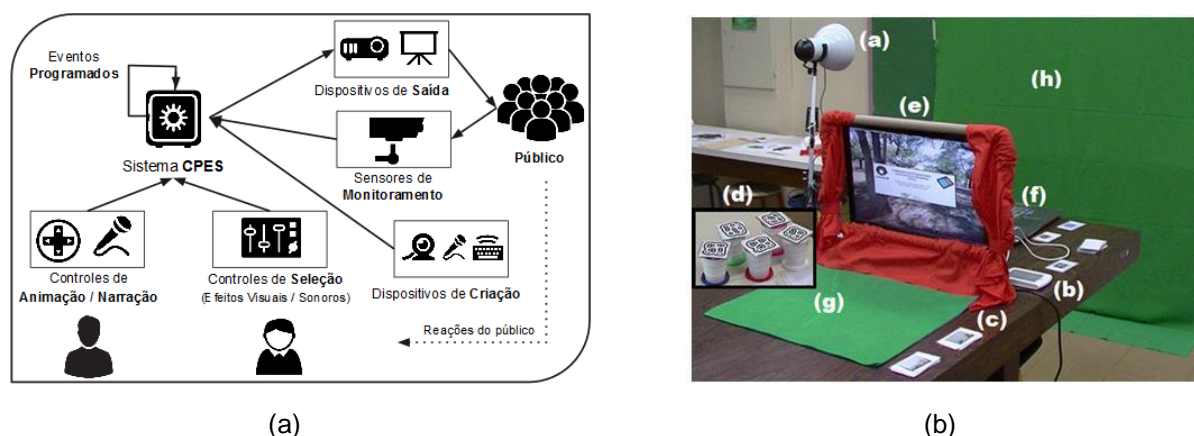 Eventos
Programados
Dispositivos de Saída
Sistema CPES
Público
Sensores de
Monitoramento
Controles de
Animação / Narração
Controles de Seleção
(Efeitos Visuais / Sonoros)
Dispositivos de Criação
Reações do público
(a)
(h)
(e)
(d)
(f)
(b)
(g)
(c)
(a)
(b)